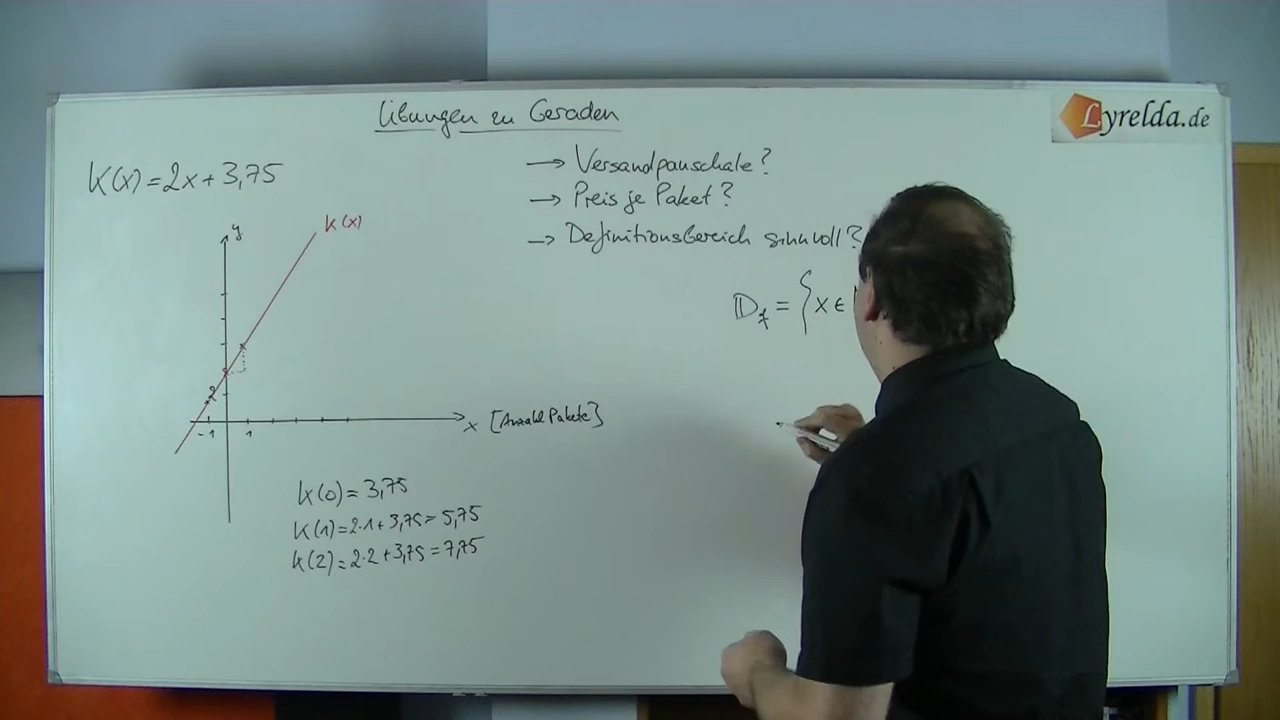 Übungen zu Geraden
Lyrelda.de
K(x)=2x+3,75
→ Versandpauschale?
→ Preis je Paket?
→ Definitionsbereich sinnvoll?
y
K(x)
D_f = { x ∈
2
-1 1
x [Anzahl Pakete]
K(0)=3,75
K(1)=2·1+3,75=5,75
K(2)=2·2+3,75=7,75